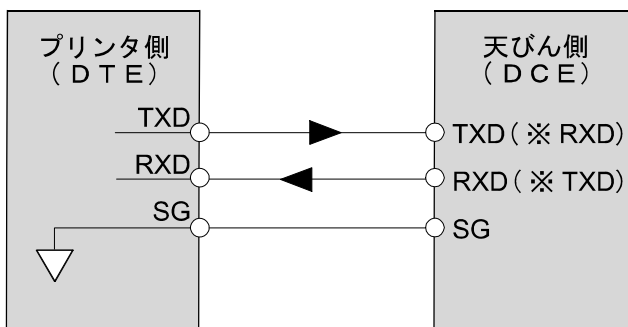 プリンタ側
(ＤＴＥ)
TXD
RXD
SG
天びん側
(ＤＣＥ)
TXD(※ RXD)
RXD(※ TXD)
SG